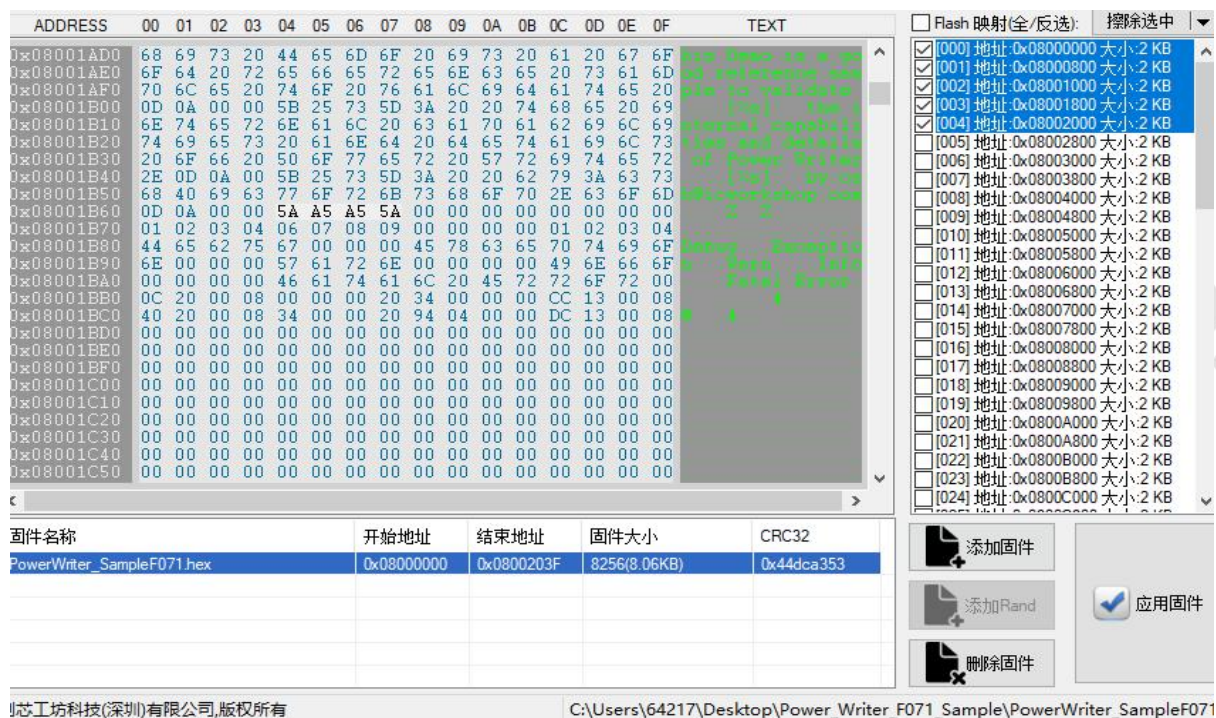 ADDRESS 00 01 02 03 04 05 06 07 08 09 0A 0B 0C 0D 0E 0F TEXT
0x08001AD0 68 69 73 20 44 65 6D 6F 20 69 73 20 61 20 67 6F his Demo is a go
0x08001AE0 6F 64 20 72 65 66 65 72 65 6E 63 65 20 73 61 6D od reference sam
0x08001AF0 70 6C 65 20 74 6F 20 76 61 6C 69 64 61 74 65 20 ple to validate
0x08001B00 0D 0A 00 00 5B 25 73 5D 3A 20 20 74 68 65 20 69 [%s]: the i
0x08001B10 6E 74 65 72 6E 61 6C 20 63 61 70 61 62 69 6C 69 nternal capabili
0x08001B20 74 69 65 73 20 61 6E 64 20 64 65 74 61 69 6C 73 ties and details
0x08001B30 20 6F 66 20 50 6F 77 65 72 20 57 72 69 74 65 72 of Power Writer
0x08001B40 2E 0D 0A 00 5B 25 73 5D 3A 20 20 62 79 3A 63 73 . [%s]: by:cs
0x08001B50 68 40 69 63 77 6F 72 6B 73 68 6F 70 2E 63 6F 6D h@icworkshop.com
0x08001B60 0D 0A 00 00 5A A5 A5 5A 00 00 00 00 00 00 00 00 Z Z
0x08001B70 01 02 03 04 06 07 08 09 00 00 00 00 01 02 03 04
0x08001B80 44 65 62 75 67 00 00 00 45 78 63 65 70 74 69 6F Debug Exceptio
0x08001B90 6E 00 00 00 57 61 72 6E 00 00 00 00 49 6E 66 6F n Warn Info
0x08001BA0 00 00 00 00 46 61 74 61 6C 20 45 72 72 6F 72 00 Fatal Error
0x08001BB0 0C 20 00 08 00 00 00 20 34 00 00 00 CC 13 00 08 4
0x08001BC0 40 20 00 08 34 00 00 20 94 04 00 00 DC 13 00 08 @ 4
0x08001BD0 00 00 00 00 00 00 00 00 00 00 00 00 00 00 00 00
0x08001BE0 00 00 00 00 00 00 00 00 00 00 00 00 00 00 00 00
0x08001BF0 00 00 00 00 00 00 00 00 00 00 00 00 00 00 00 00
0x08001C00 00 00 00 00 00 00 00 00 00 00 00 00 00 00 00 00
0x08001C10 00 00 00 00 00 00 00 00 00 00 00 00 00 00 00 00
0x08001C20 00 00 00 00 00 00 00 00 00 00 00 00 00 00 00 00
0x08001C30 00 00 00 00 00 00 00 00 00 00 00 00 00 00 00 00
0x08001C40 00 00 00 00 00 00 00 00 00 00 00 00 00 00 00 00
0x08001C50 00 00 00 00 00 00 00 00 00 00 00 00 00 00 00 00
Flash 映射(全/反选): 擦除选中
[000] 地址:0x08000000 大小:2 KB
[001] 地址:0x08000800 大小:2 KB
[002] 地址:0x08001000 大小:2 KB
[003] 地址:0x08001800 大小:2 KB
[004] 地址:0x08002000 大小:2 KB
[005] 地址:0x08002800 大小:2 KB
[006] 地址:0x08003000 大小:2 KB
[007] 地址:0x08003800 大小:2 KB
[008] 地址:0x08004000 大小:2 KB
[009] 地址:0x08004800 大小:2 KB
[010] 地址:0x08005000 大小:2 KB
[011] 地址:0x08005800 大小:2 KB
[012] 地址:0x08006000 大小:2 KB
[013] 地址:0x08006800 大小:2 KB
[014] 地址:0x08007000 大小:2 KB
[015] 地址:0x08007800 大小:2 KB
[016] 地址:0x08008000 大小:2 KB
[017] 地址:0x08008800 大小:2 KB
[018] 地址:0x08009000 大小:2 KB
[019] 地址:0x08009800 大小:2 KB
[020] 地址:0x0800A000 大小:2 KB
[021] 地址:0x0800A800 大小:2 KB
[022] 地址:0x0800B000 大小:2 KB
[023] 地址:0x0800B800 大小:2 KB
[024] 地址:0x0800C000 大小:2 KB
固件名称 开始地址 结束地址 固件大小 CRC32
PowerWriter_SampleF071.hex 0x08000000 0x0800203F 8256(8.06KB) 0x44dca353
添加固件
添加Rand
删除固件
应用固件
创芯工坊科技(深圳)有限公司,版权所有 C:\Users\64217\Desktop\Power_Writer_F071_Sample\PowerWriter_SampleF071